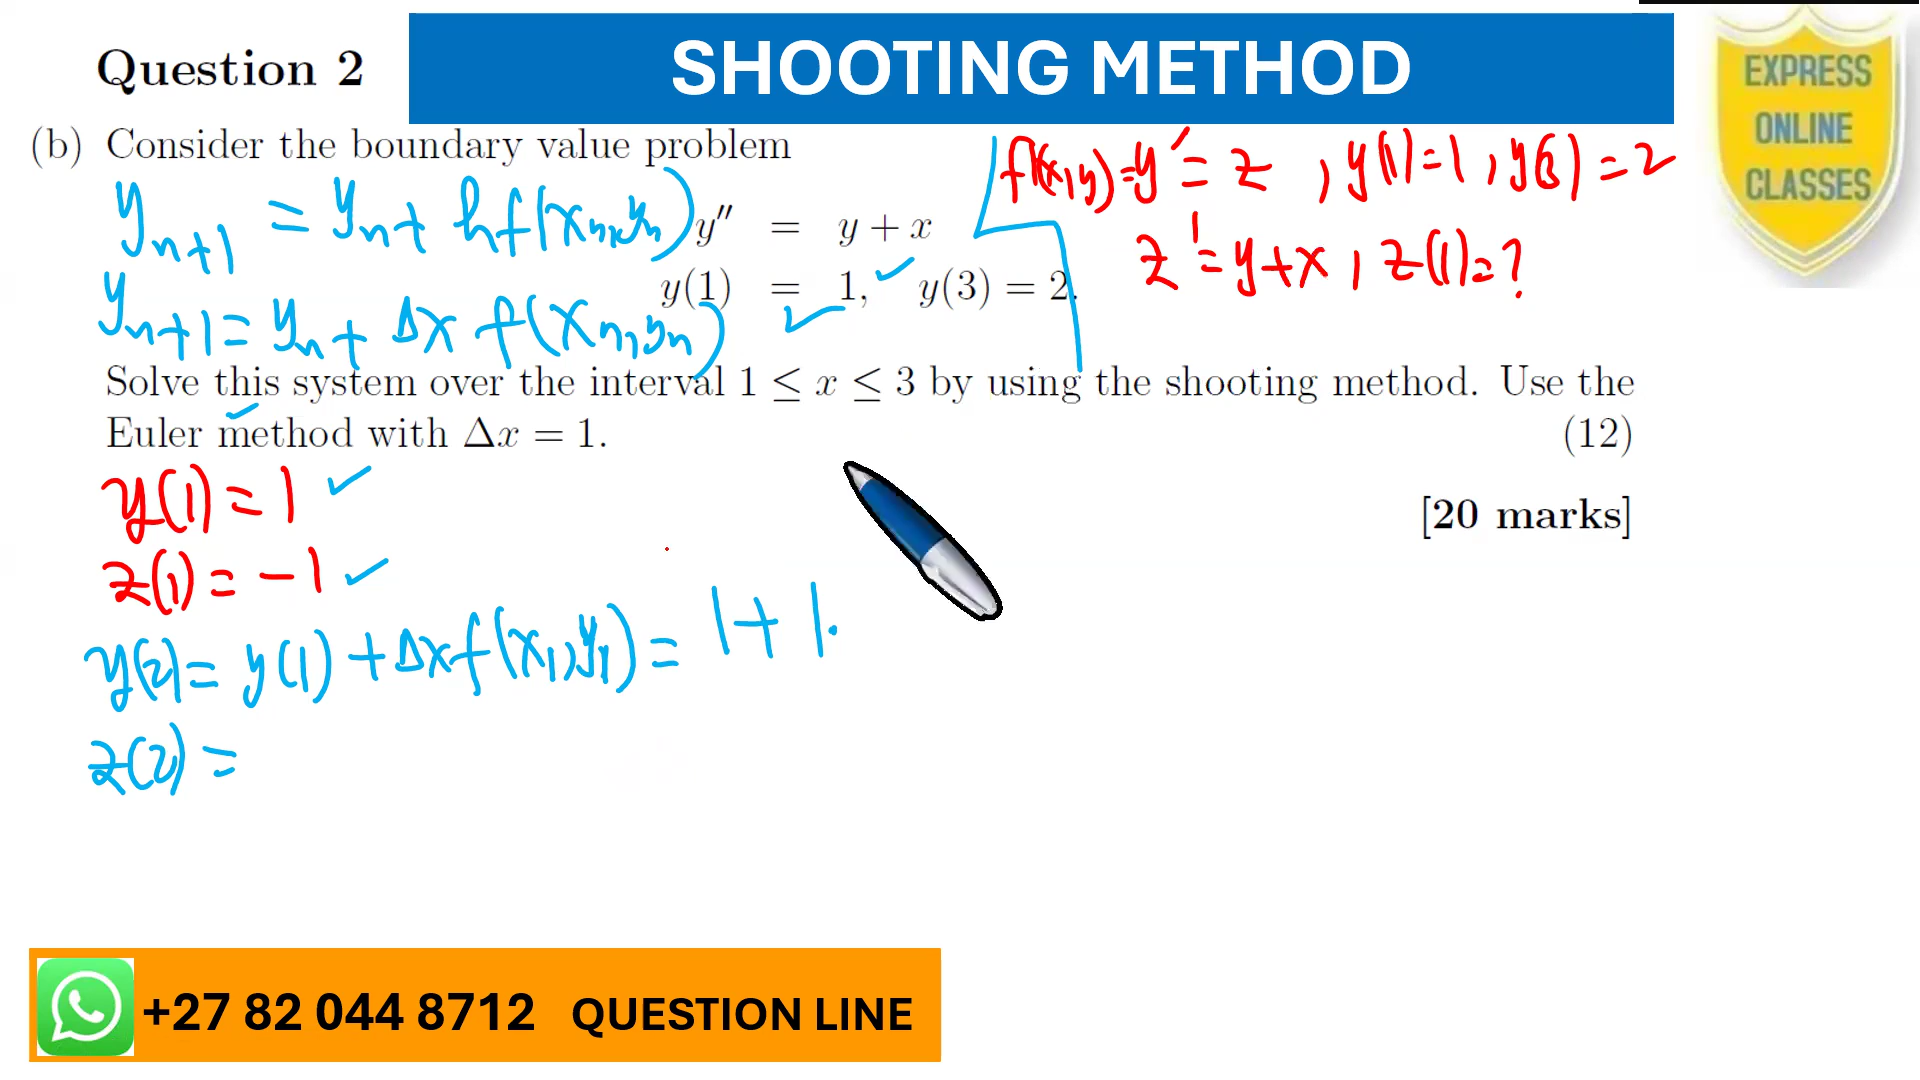 Question 2
SHOOTING METHOD
EXPRESS
ONLINE
CLASSES
(b) Consider the boundary value problem
f(x,y)=y′=z , y(1)=1, y(3)=2
z′=y+x, z(1)=?
yn+1 = yn + hf(xn,yn)
y″ = y + x
y(1) = 1, ✓ y(3) = 2.
yn+1 = yn + Δx f(xn,yn) ✓
Solve this system over the interval 1 ≤ x ≤ 3 by using the shooting method. Use the
Euler method with Δx = 1. (12)
[20 marks]
y(1) = 1 ✓
z(1) = -1 ✓
y(2) = y(1) + Δxf(x1,y1) = 1 + 1.
z(2) =
+27 82 044 8712 QUESTION LINE